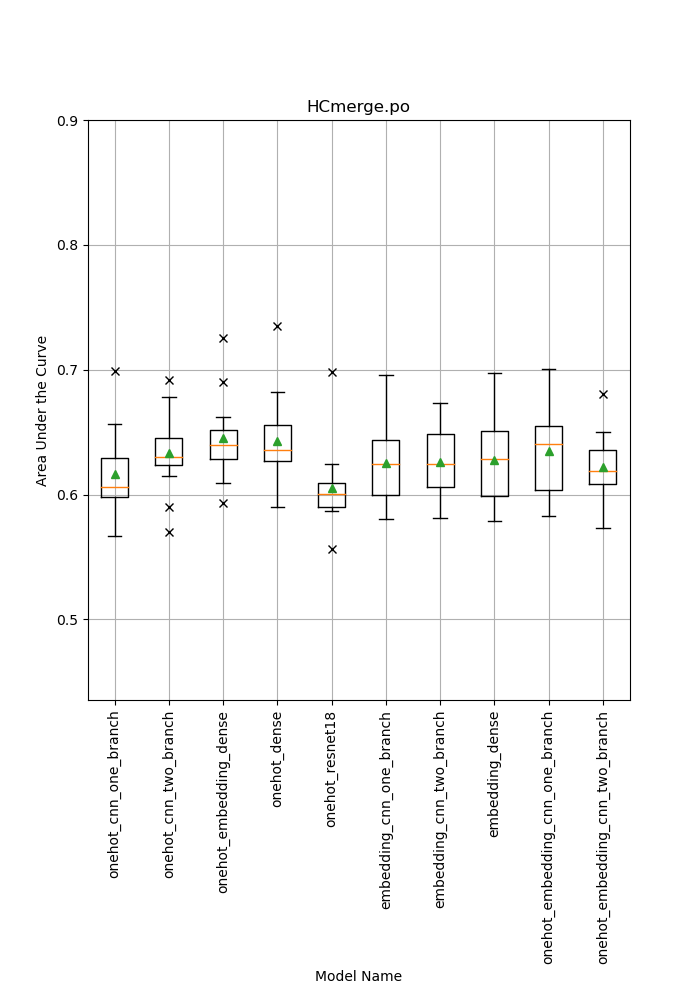 HCmerge.po
0.9
0.8
0.7
0.6
0.5
Area Under the Curve
onehot_cnn_one_branch
onehot_cnn_two_branch
onehot_embedding_dense
onehot_dense
onehot_resnet18
embedding_cnn_one_branch
embedding_cnn_two_branch
embedding_dense
onehot_embedding_cnn_one_branch
onehot_embedding_cnn_two_branch
Model Name